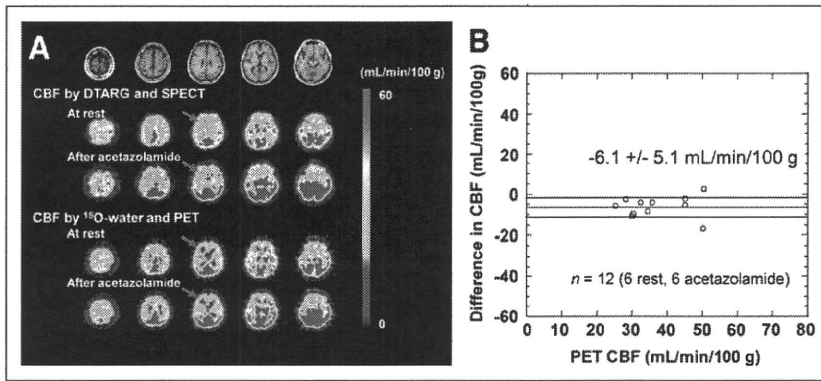 A
(mL/min/100 g)
60
CBF by DTARG and SPECT
At rest
After acetazolamide
CBF by ¹⁵O-water and PET
At rest
After acetazolamide
0
B
Difference in CBF (mL/min/100g)
60
40
20
0
-20
-40
-60
-6.1 +/- 5.1 mL/min/100 g
n = 12 (6 rest, 6 acetazolamide)
0 10 20 30 40 50 60 70 80
PET CBF (mL/min/100 g)